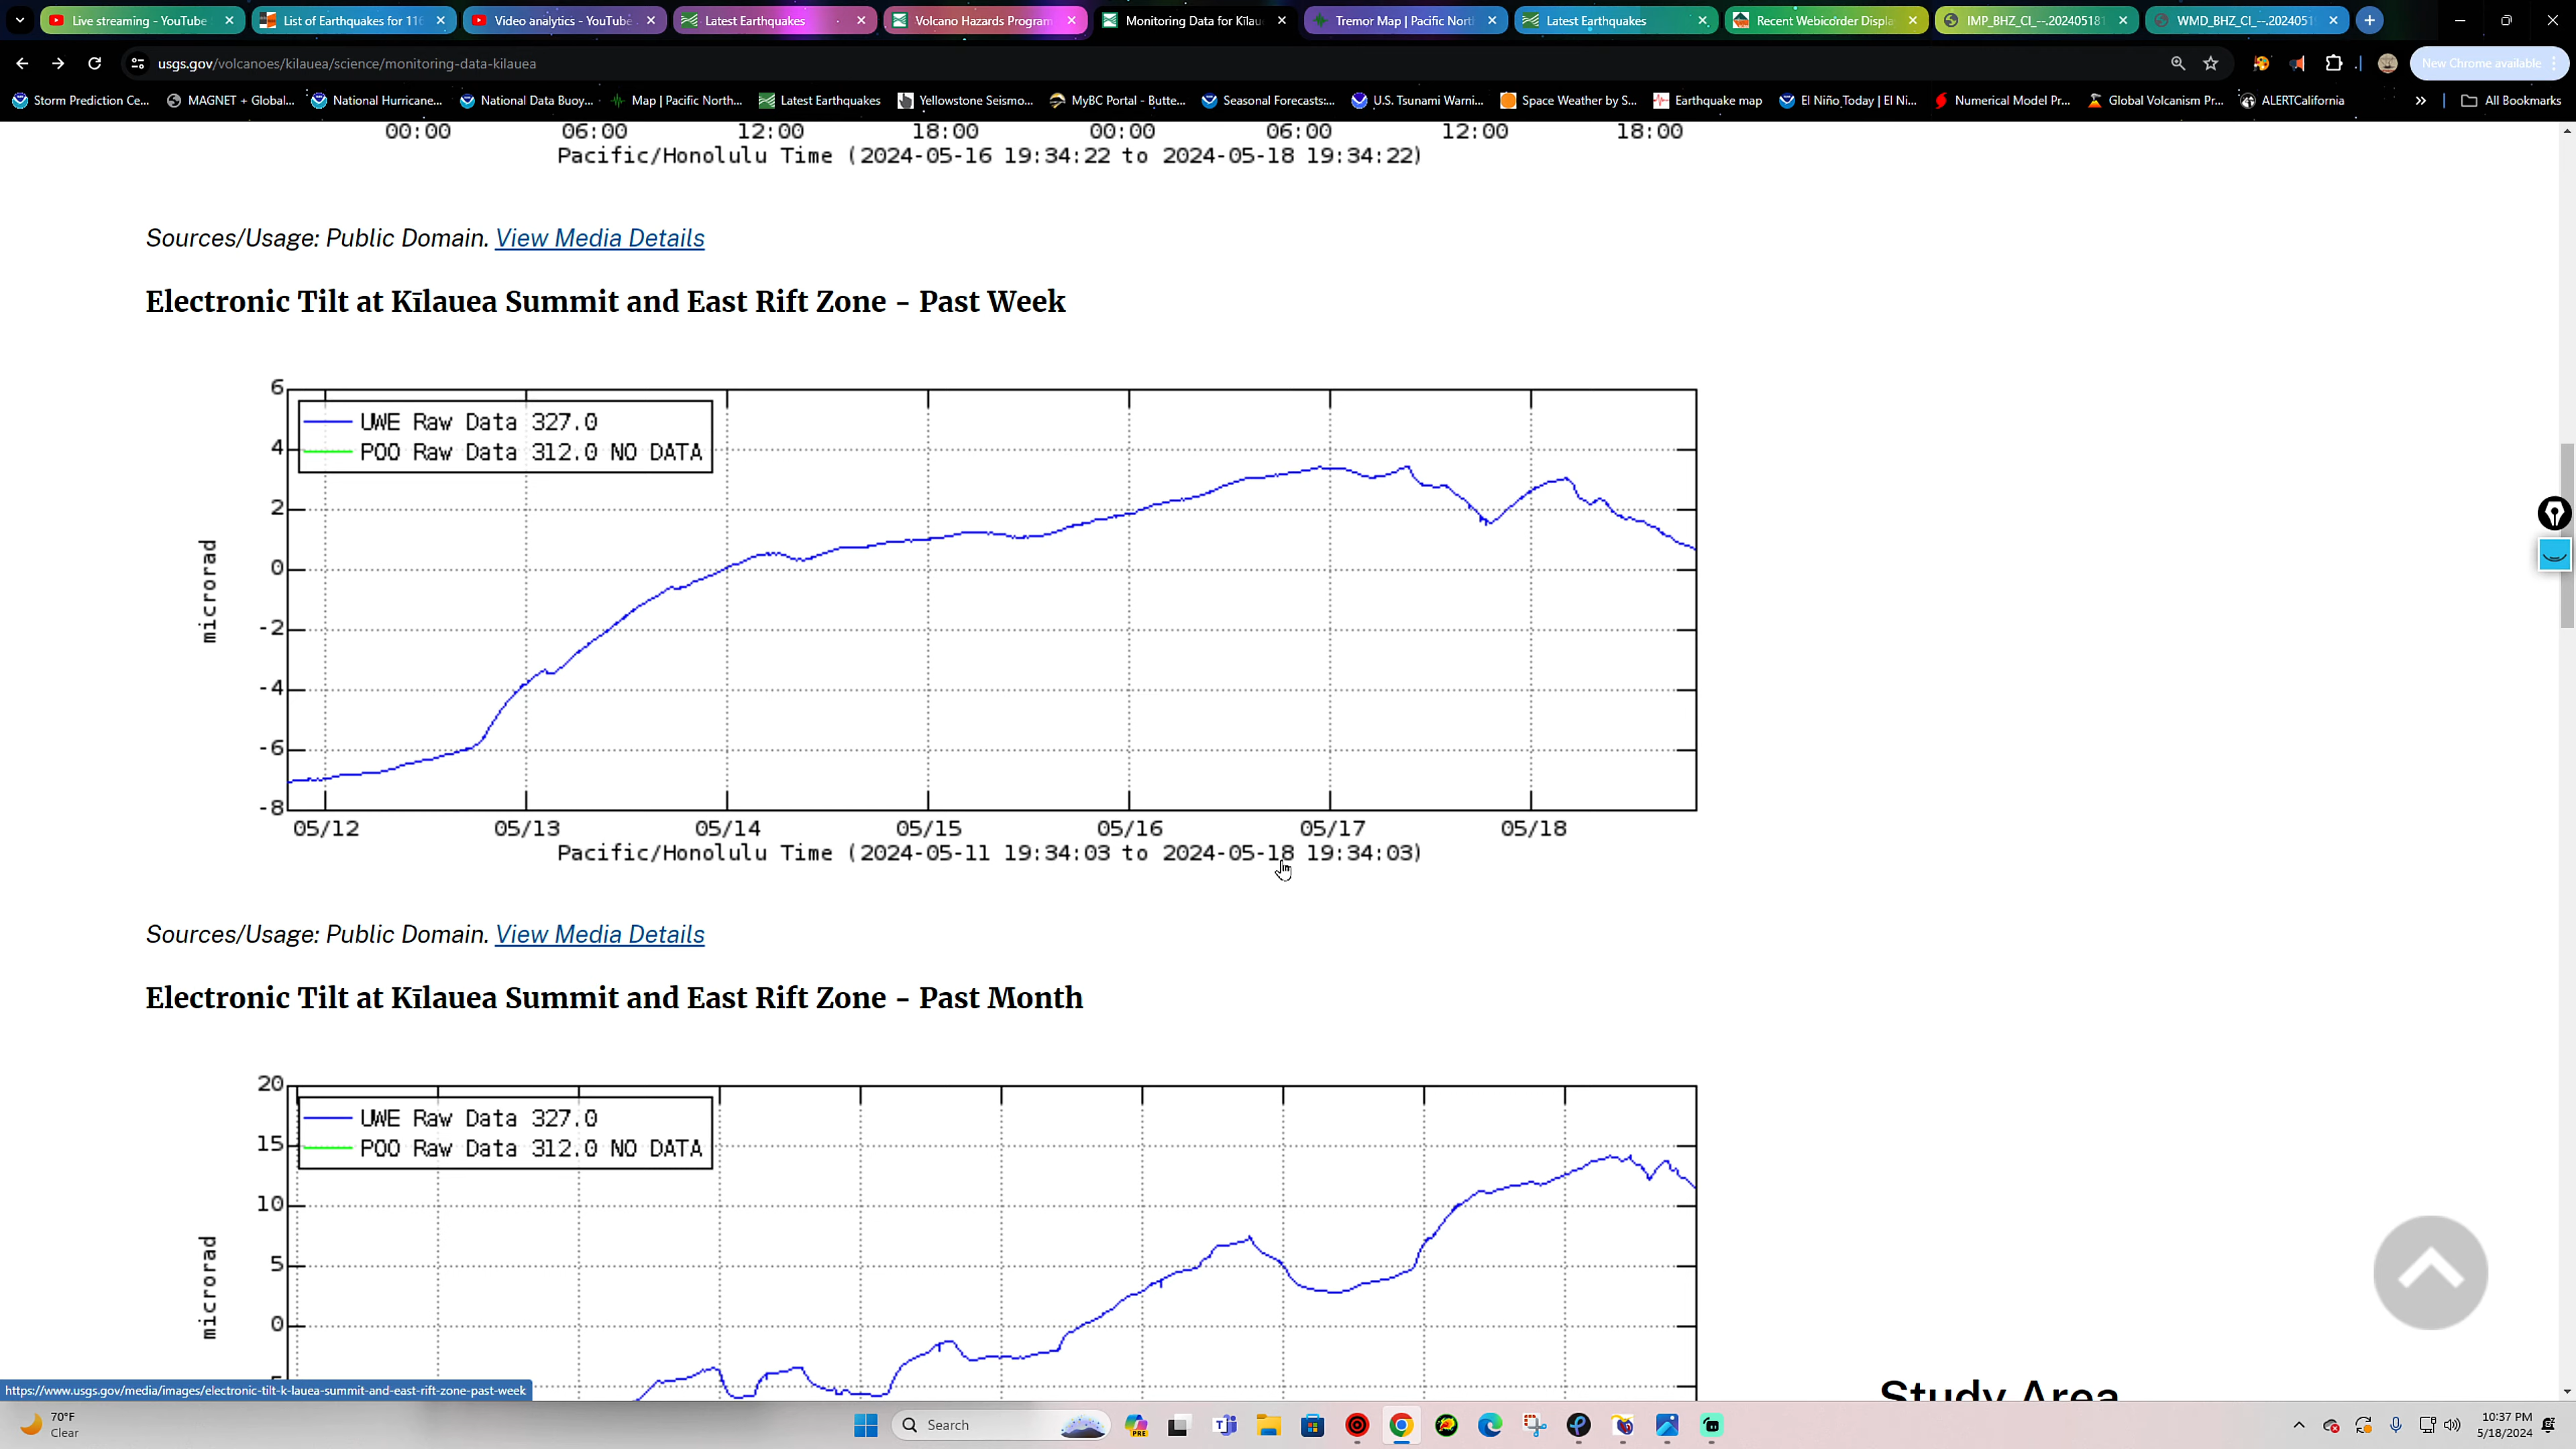 Live streaming - YouTube
List of Earthquakes for 116
Video analytics - YouTube
Latest Earthquakes
Volcano Hazards Program
Monitoring Data for Kīlau
Tremor Map | Pacific Nort
Latest Earthquakes
Recent Webicorder Displa
IMP_BHZ_CI_--.202405181
WMD_BHZ_CI_--.2024051
usgs.gov/volcanoes/kilauea/science/monitoring-data-kilauea
New Chrome available
Storm Prediction Ce...
MAGNET + Global...
National Hurricane...
National Data Buoy...
Map | Pacific North...
Latest Earthquakes
Yellowstone Seismo...
MyBC Portal - Butte...
Seasonal Forecasts:...
U.S. Tsunami Warni...
Space Weather by S...
Earthquake map
El Niño Today | El Ni...
Numerical Model Pr...
Global Volcanism Pr...
ALERTCalifornia
All Bookmarks
00:00 06:00 12:00 18:00 00:00 06:00 12:00 18:00
Pacific/Honolulu Time (2024-05-16 19:34:22 to 2024-05-18 19:34:22)
Sources/Usage: Public Domain. View Media Details
Electronic Tilt at Kīlauea Summit and East Rift Zone - Past Week
6
UWE Raw Data 327.0
POO Raw Data 312.0 NO DATA
4
2
0
-2
-4
-6
-8
microrad
05/12 05/13 05/14 05/15 05/16 05/17 05/18
Pacific/Honolulu Time (2024-05-11 19:34:03 to 2024-05-18 19:34:03)
Sources/Usage: Public Domain. View Media Details
Electronic Tilt at Kīlauea Summit and East Rift Zone - Past Month
20
UWE Raw Data 327.0
POO Raw Data 312.0 NO DATA
15
10
5
0
microrad
Study Area
https://www.usgs.gov/media/images/electronic-tilt-k-lauea-summit-and-east-rift-zone-past-week
70°F
Clear
Search
PRE
10:37 PM
5/18/2024